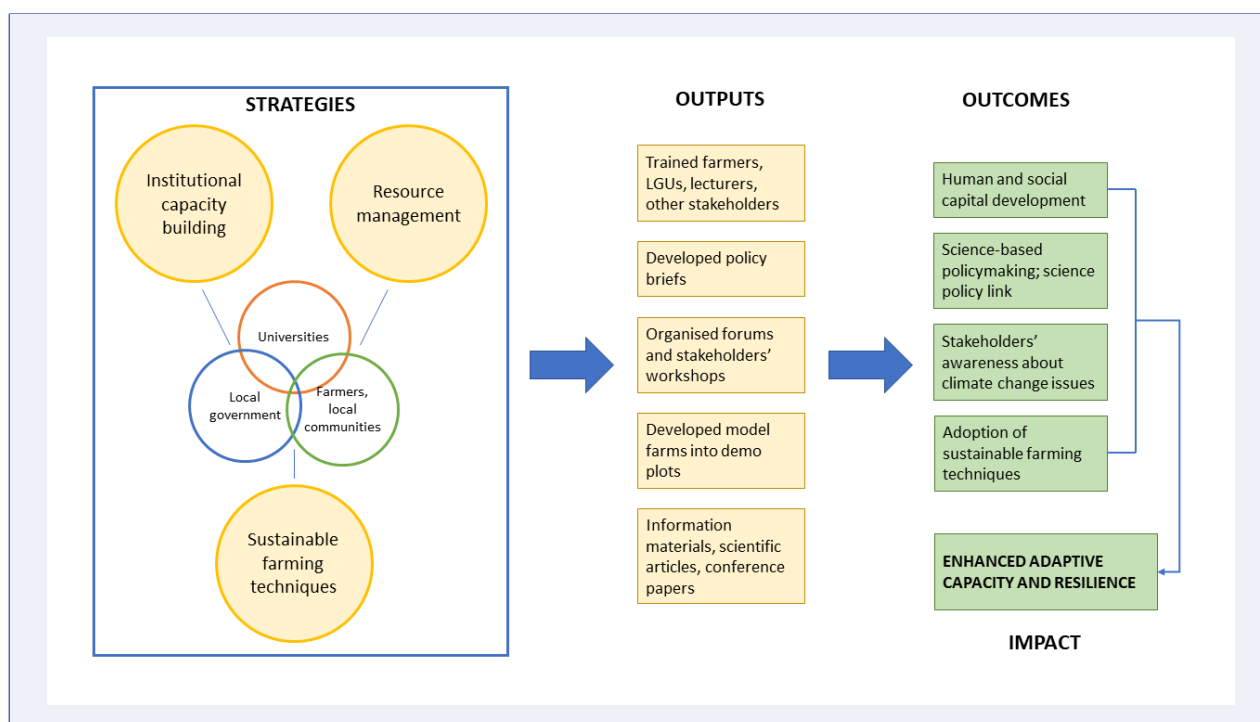 STRATEGIES
Institutional
capacity
building
Resource
management
Universities
Local
government
Farmers,
local
communities
Sustainable
farming
techniques
OUTPUTS
Trained farmers,
LGUs, lecturers,
other stakeholders
Developed policy
briefs
Organised forums
and stakeholders’
workshops
Developed model
farms into demo
plots
Information
materials, scientific
articles, conference
papers
OUTCOMES
Human and social
capital development
Science-based
policymaking; science
policy link
Stakeholders’
awareness about
climate change issues
Adoption of
sustainable farming
techniques
ENHANCED ADAPTIVE
CAPACITY AND RESILIENCE
IMPACT